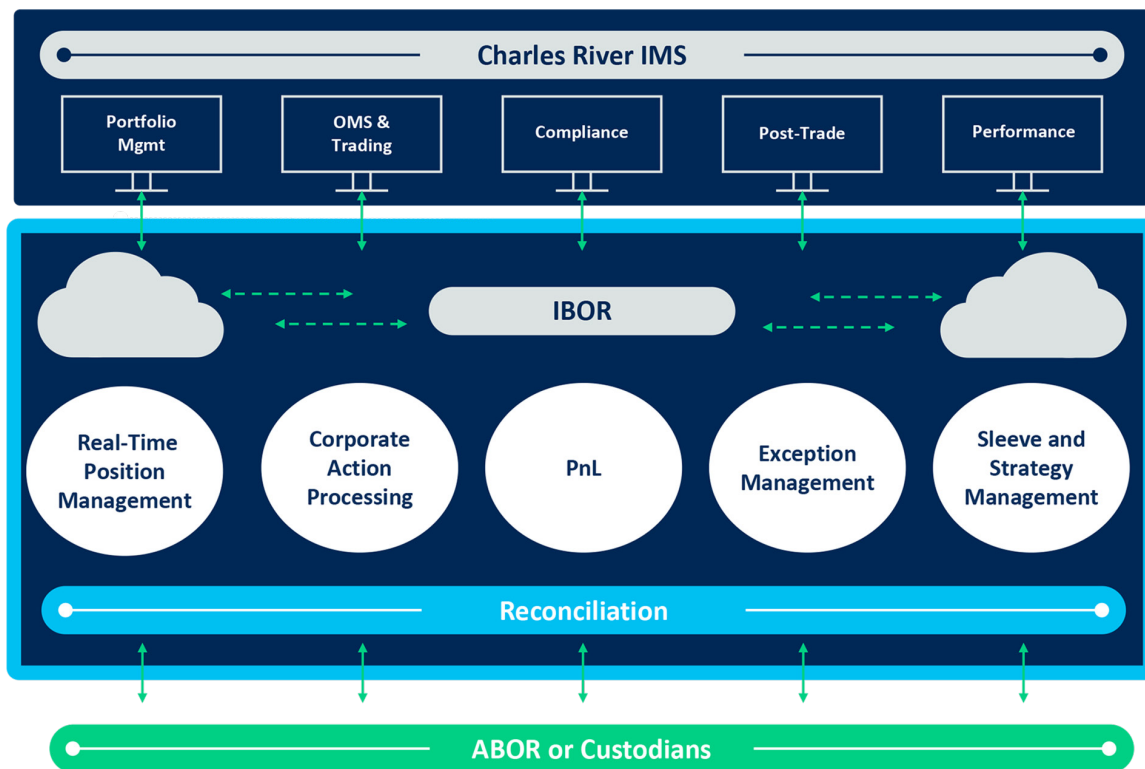 Charles River IMS
Portfolio
Mgmt
OMS &
Trading
Compliance
Post-Trade
Performance
IBOR
Real-Time
Position
Management
Corporate
Action
Processing
PnL
Exception
Management
Sleeve and
Strategy
Management
Reconciliation
ABOR or Custodians